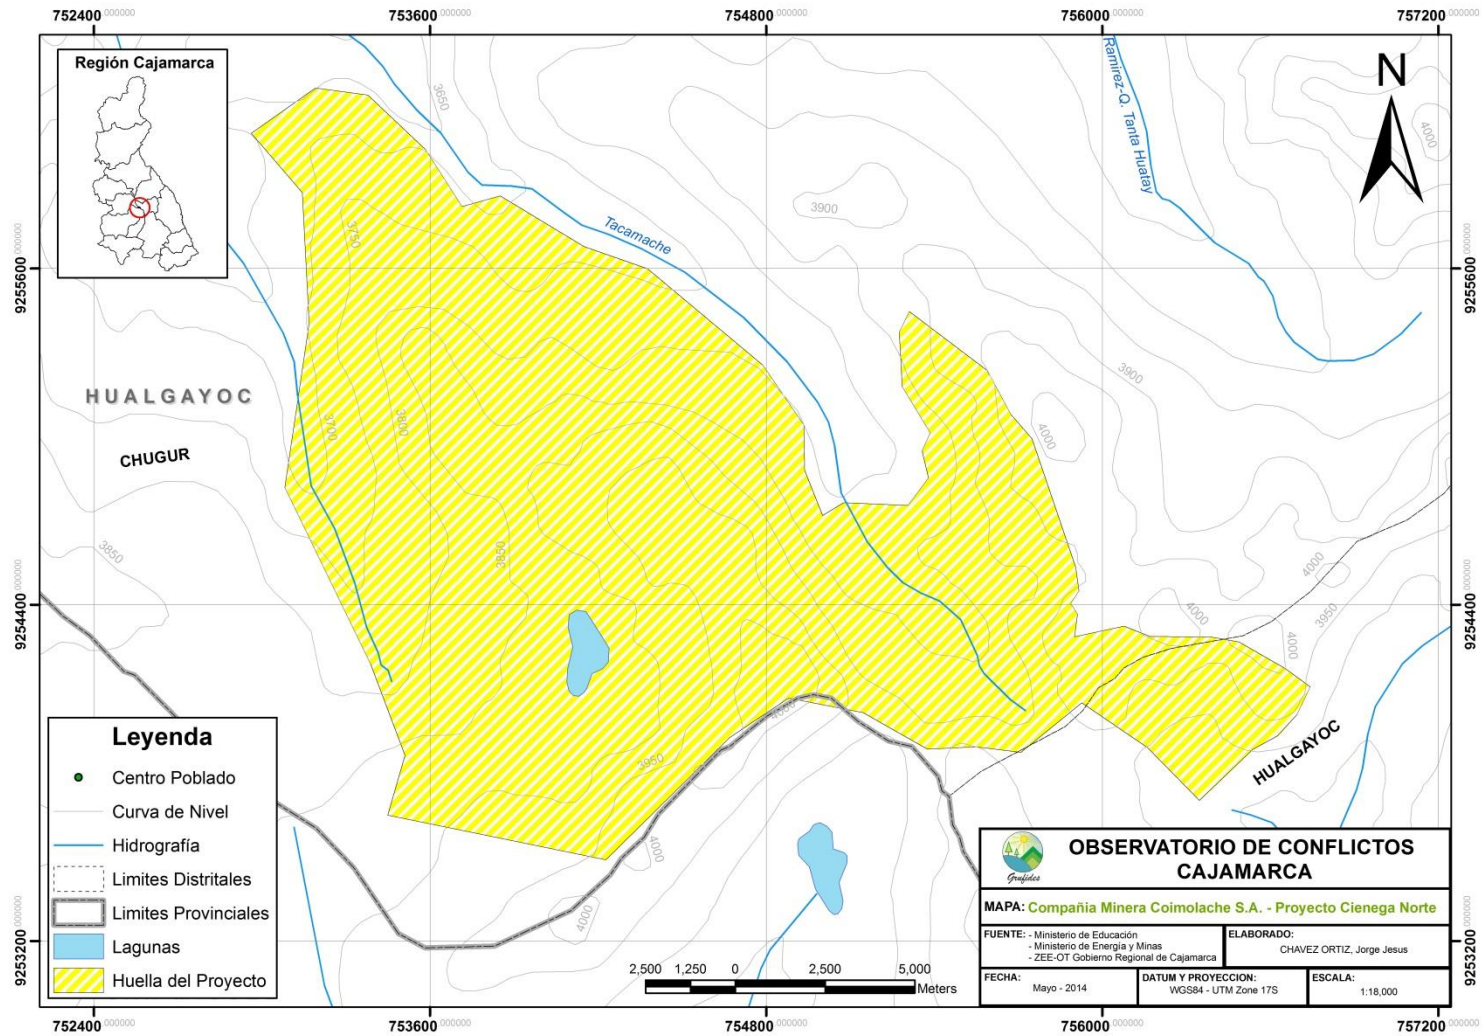 752400.000000 753600.000000 754800.000000 756000.000000 757200.000000
Región Cajamarca
N
3650
Ramirez-Q. Tanta Huatay
4000
3900
Tacamache
3750
9255600.000000
9255600.000000
3900
HUALGAYOC
3700
3800
4000
CHUGUR
3850
3850
4000
4000
3950
9254400.000000
9254400.000000
4000
4000
3950
HUALGAYOC
4000
4000
Leyenda
Centro Poblado
Curva de Nivel
Hidrografía
Limites Distritales
Limites Provinciales
Lagunas
Huella del Proyecto
2,500 1,250 0 2,500 5,000
Meters
Grufides
OBSERVATORIO DE CONFLICTOS
CAJAMARCA
MAPA: Compañia Minera Coimolache S.A. - Proyecto Cienega Norte
FUENTE: - Ministerio de Educación
- Ministerio de Energía y Minas
- ZEE-OT Gobierno Regional de Cajamarca
ELABORADO:
CHAVEZ ORTIZ, Jorge Jesus
FECHA:
Mayo - 2014
DATUM Y PROYECCION:
WGS84 - UTM Zone 17S
ESCALA:
1:18,000
9253200.000000
9253200.000000
752400.000000 753600.000000 754800.000000 756000.000000 757200.000000